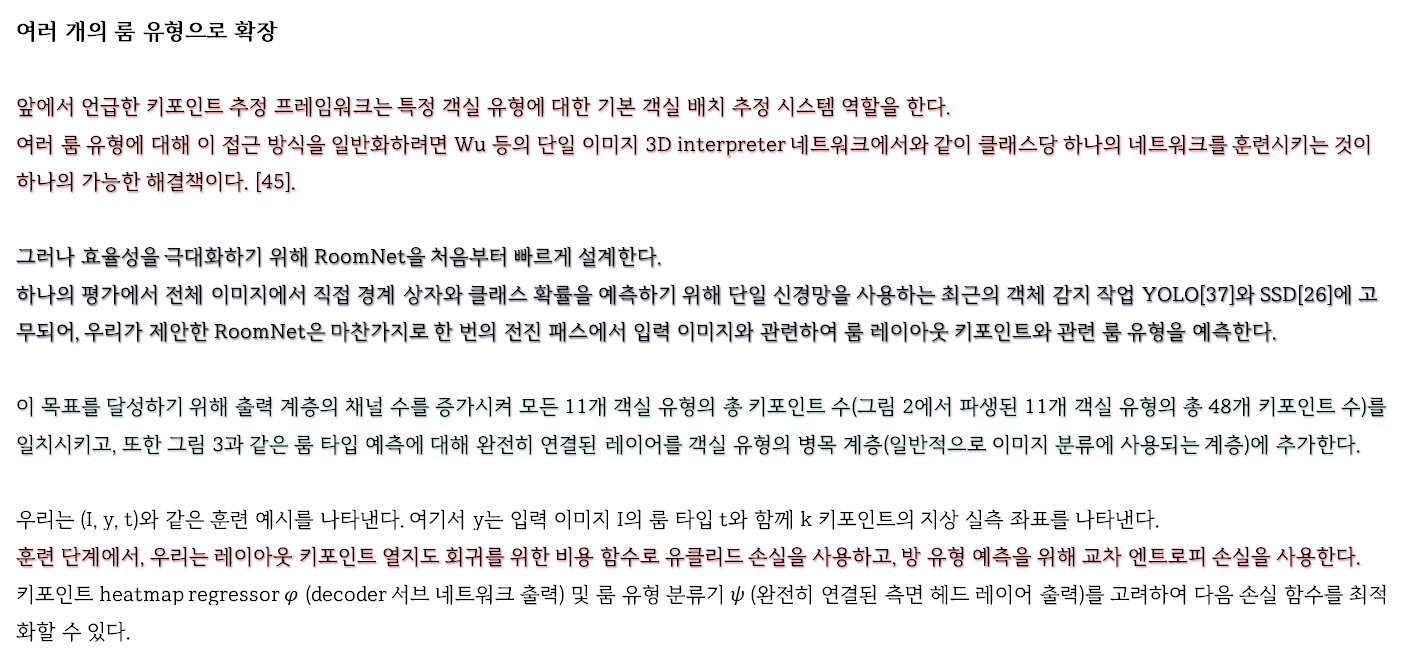 여러 개의 룸 유형으로 확장
앞에서 언급한 키포인트 추정 프레임워크는 특정 객실 유형에 대한 기본 객실 배치 추정 시스템 역할을 한다.
여러 룸 유형에 대해 이 접근 방식을 일반화하려면 Wu 등의 단일 이미지 3D interpreter 네트워크에서와 같이 클래스당 하나의 네트워크를 훈련시키는 것이
하나의 가능한 해결책이다. [45].
그러나 효율성을 극대화하기 위해 RoomNet을 처음부터 빠르게 설계한다.
하나의 평가에서 전체 이미지에서 직접 경계 상자와 클래스 확률을 예측하기 위해 단일 신경망을 사용하는 최근의 객체 감지 작업 YOLO[37]와 SSD[26]에 고
무되어, 우리가 제안한 RoomNet은 마찬가지로 한 번의 전진 패스에서 입력 이미지와 관련하여 룸 레이아웃 키포인트와 관련 룸 유형을 예측한다.
이 목표를 달성하기 위해 출력 계층의 채널 수를 증가시켜 모든 11개 객실 유형의 총 키포인트 수(그림 2에서 파생된 11개 객실 유형의 총 48개 키포인트 수)를
일치시키고, 또한 그림 3과 같은 룸 타입 예측에 대해 완전히 연결된 레이어를 객실 유형의 병목 계층(일반적으로 이미지 분류에 사용되는 계층)에 추가한다.
우리는 (I, y, t)와 같은 훈련 예시를 나타낸다. 여기서 y는 입력 이미지 I의 룸 타입 t와 함께 k 키포인트의 지상 실측 좌표를 나타낸다.
훈련 단계에서, 우리는 레이아웃 키포인트 열지도 회귀를 위한 비용 함수로 유클리드 손실을 사용하고, 방 유형 예측을 위해 교차 엔트로피 손실을 사용한다.
키포인트 heatmap regressor φ (decoder 서브 네트워크 출력) 및 룸 유형 분류기 ψ (완전히 연결된 측면 헤드 레이어 출력)를 고려하여 다음 손실 함수를 최적
화할 수 있다.